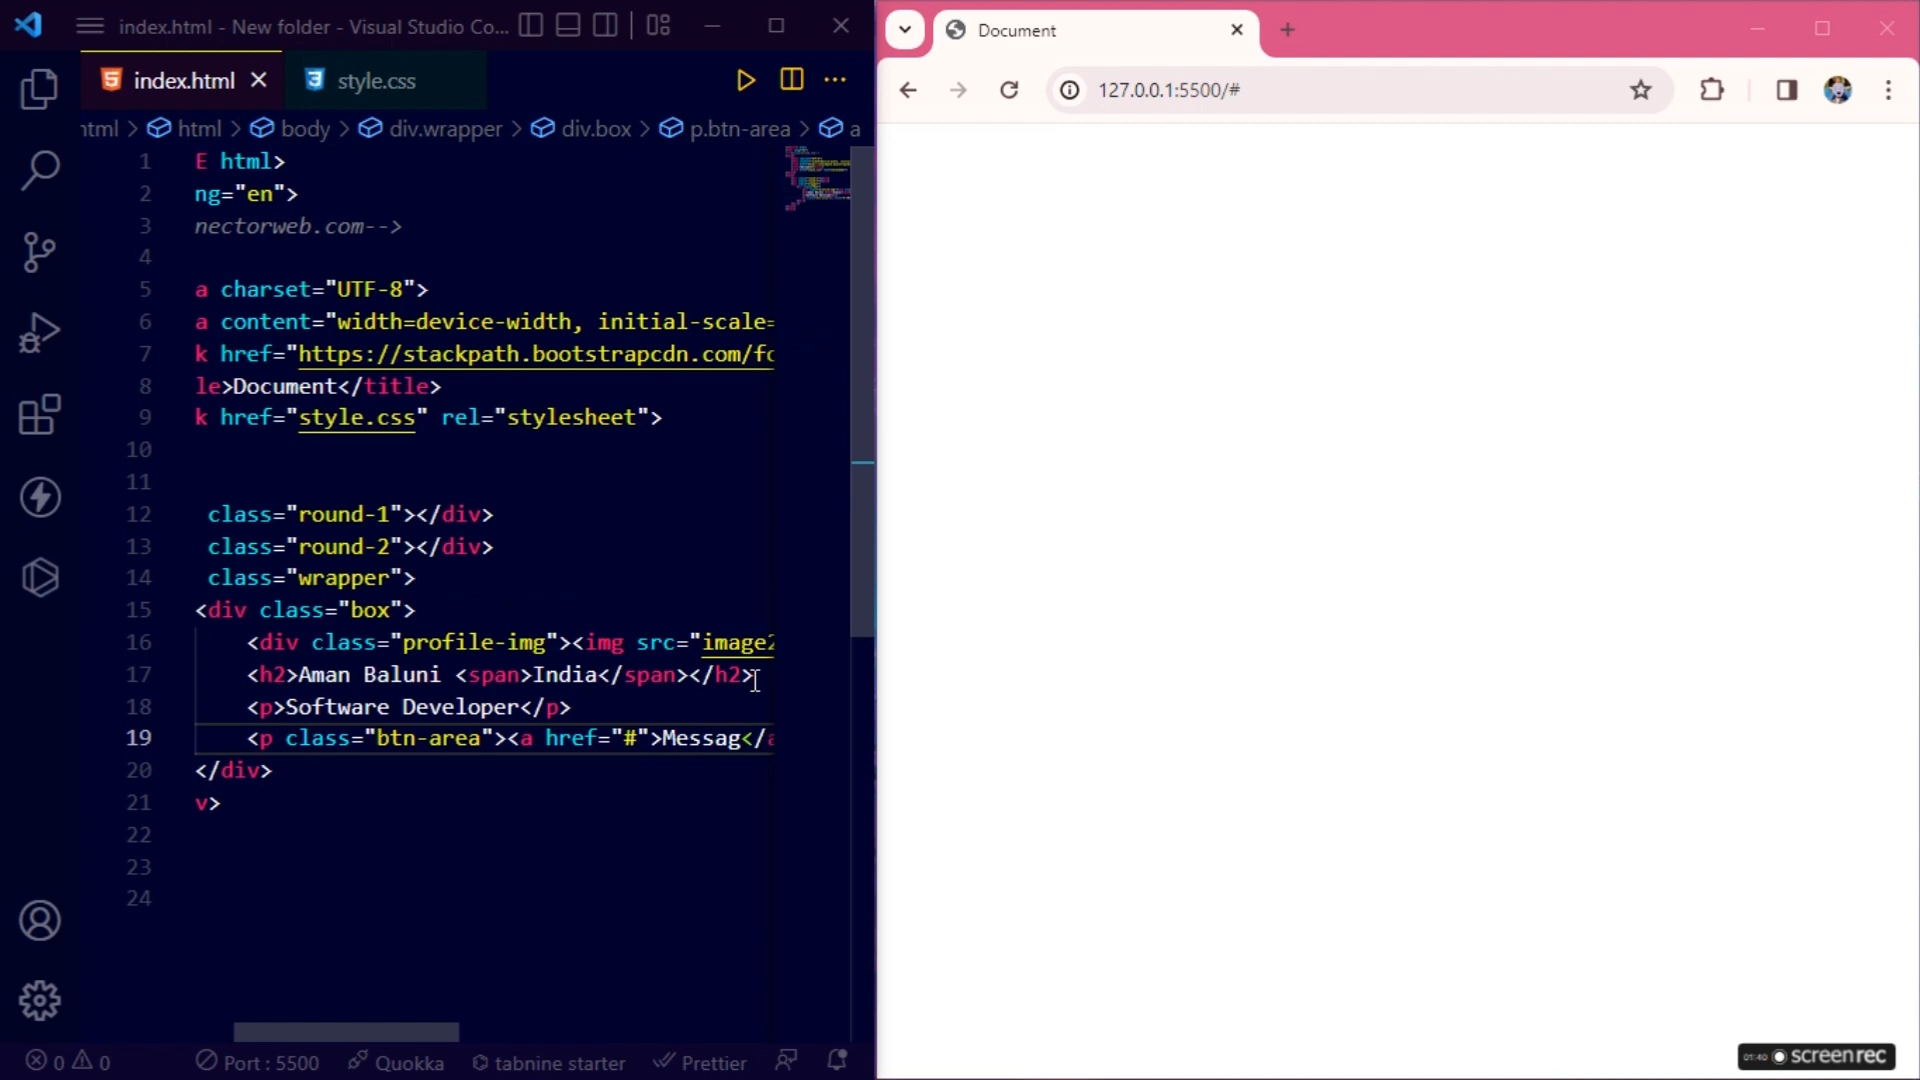 index.html - New folder - Visual Studio Co...
index.html
style.css
html > body > div.wrapper > div.box > p.btn-area > a
1 E html>
2 ng="en">
3 nectorweb.com-->
4
5 a charset="UTF-8">
6 a content="width=device-width, initial-scale=
7 k href="https://stackpath.bootstrapcdn.com/fo
8 le>Document</title>
9 k href="style.css" rel="stylesheet">
10
11
12 class="round-1"></div>
13 class="round-2"></div>
14 class="wrapper">
15 <div class="box">
16 <div class="profile-img"><img src="image2
17 <h2>Aman Baluni <span>India</span></h2>
18 <p>Software Developer</p>
19 <p class="btn-area"><a href="#">Messag</a
20 </div>
21 v>
22
23
24
0 0 Port : 5500 Quokka tabnine starter Prettier
Document
127.0.0.1:5500/#
01:40 screenrec